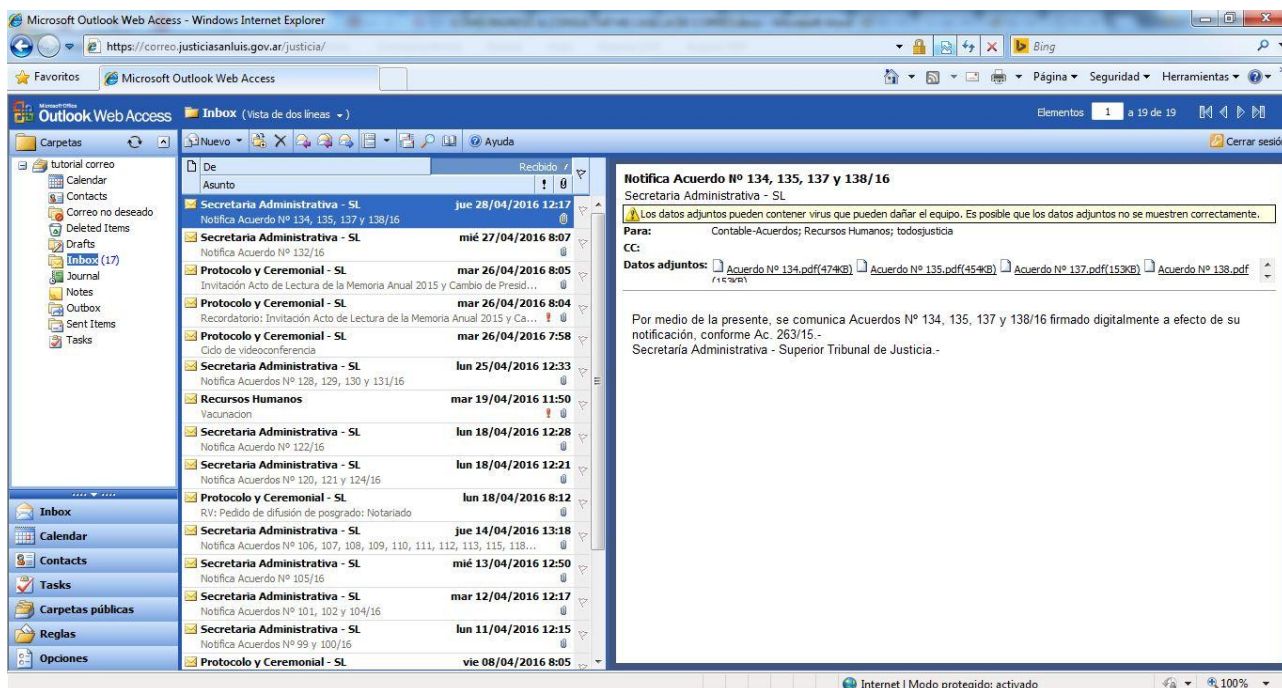 Microsoft Outlook Web Access - Windows Internet Explorer
https://correo.justiciasanluis.gov.ar/justicia/
Bing
Favoritos
Microsoft Outlook Web Access
Página
Seguridad
Herramientas
Microsoft Office
Outlook Web Access
Inbox (Vista de dos líneas)
Elementos 1 a 19 de 19
Carpetas
Nuevo
Ayuda
Cerrar sesió
tutorial correo
Calendar
Contacts
Correo no deseado
Deleted Items
Drafts
Inbox (17)
Journal
Notes
Outbox
Sent Items
Tasks
Inbox
Calendar
Contacts
Tasks
Carpetas públicas
Reglas
Opciones
De Recibido
Asunto
Secretaria Administrativa - SL jue 28/04/2016 12:17
Notifica Acuerdo Nº 134, 135, 137 y 138/16
Secretaria Administrativa - SL mié 27/04/2016 8:07
Notifica Acuerdo Nº 132/16
Protocolo y Ceremonial - SL mar 26/04/2016 8:05
Invitación Acto de Lectura de la Memoria Anual 2015 y Cambio de Presid...
Protocolo y Ceremonial - SL mar 26/04/2016 8:04
Recordatorio: Invitación Acto de Lectura de la Memoria Anual 2015 y Ca...
Protocolo y Ceremonial - SL mar 26/04/2016 7:58
Ciclo de videoconferencia
Secretaria Administrativa - SL lun 25/04/2016 12:33
Notifica Acuerdos Nº 128, 129, 130 y 131/16
Recursos Humanos mar 19/04/2016 11:50
Vacunacion
Secretaria Administrativa - SL lun 18/04/2016 12:28
Notifica Acuerdo Nº 122/16
Secretaria Administrativa - SL lun 18/04/2016 12:21
Notifica Acuerdos Nº 120, 121 y 124/16
Protocolo y Ceremonial - SL lun 18/04/2016 8:12
RV: Pedido de difusión de posgrado: Notariado
Secretaria Administrativa - SL jue 14/04/2016 13:18
Notifica Acuerdos Nº 106, 107, 108, 109, 110, 111, 112, 113, 115, 118...
Secretaria Administrativa - SL mié 13/04/2016 12:50
Notifica Acuerdo Nº 105/16
Secretaria Administrativa - SL mar 12/04/2016 12:17
Notifica Acuerdos Nº 101, 102 y 104/16
Secretaria Administrativa - SL lun 11/04/2016 12:15
Notifica Acuerdos Nº 99 y 100/16
Protocolo y Ceremonial - SL vie 08/04/2016 8:05
Notifica Acuerdo Nº 134, 135, 137 y 138/16
Secretaria Administrativa - SL
Los datos adjuntos pueden contener virus que pueden dañar el equipo. Es posible que los datos adjuntos no se muestren correctamente.
Para: Contable-Acuerdos; Recursos Humanos; todosjusticia
CC:
Datos adjuntos: Acuerdo Nº 134.pdf(474KB) Acuerdo Nº 135.pdf(454KB) Acuerdo Nº 137.pdf(153KB) Acuerdo Nº 138.pdf
(153KB)
Por medio de la presente, se comunica Acuerdos Nº 134, 135, 137 y 138/16 firmado digitalmente a efecto de su
notificación, conforme Ac. 263/15.-
Secretaría Administrativa - Superior Tribunal de Justicia.-
Internet | Modo protegido: activado
100%